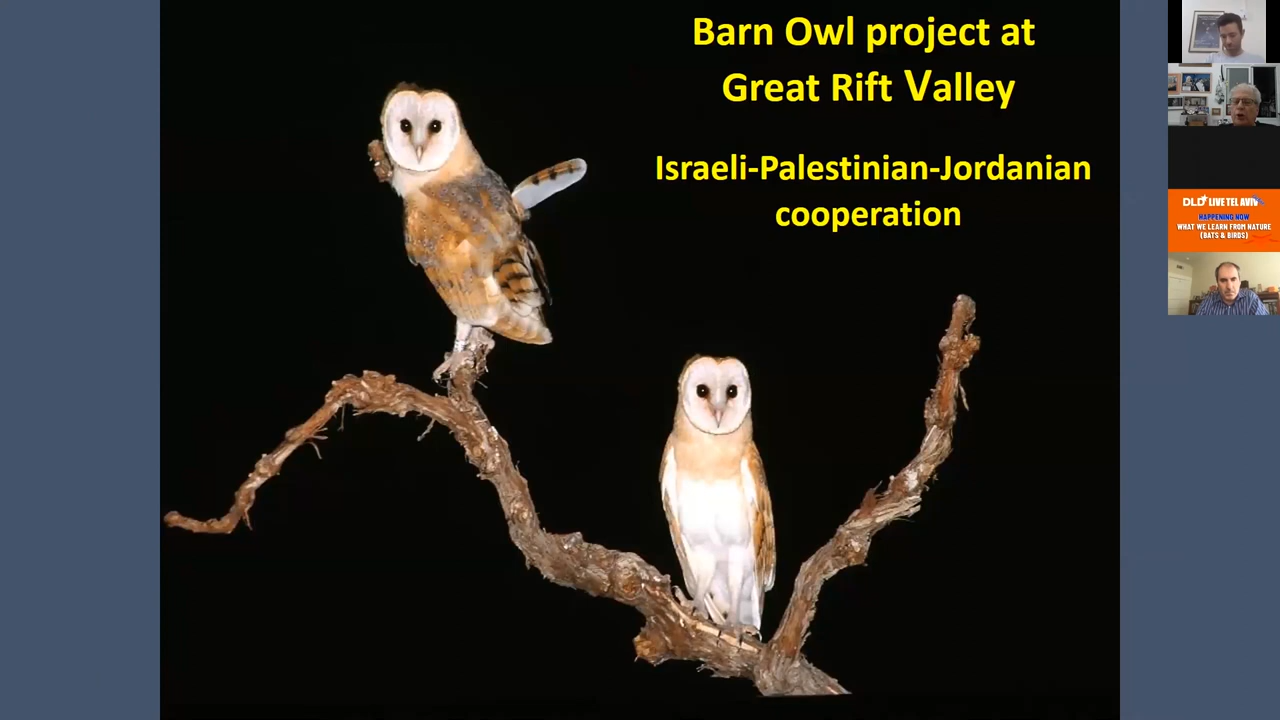 Barn Owl project at
Great Rift Valley
Israeli-Palestinian-Jordanian
cooperation
DLD LIVE TEL AVIV
HAPPENING NOW
WHAT WE LEARN FROM NATURE
(BATS & BIRDS)